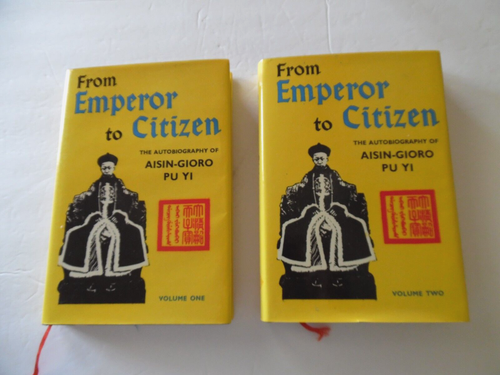 From
Emperor
to Citizen
THE AUTOBIOGRAPHY OF
AISIN-GIORO
PU YI
VOLUME ONE
From
Emperor
to Citizen
THE AUTOBIOGRAPHY OF
AISIN-GIORO
PU YI
VOLUME TWO